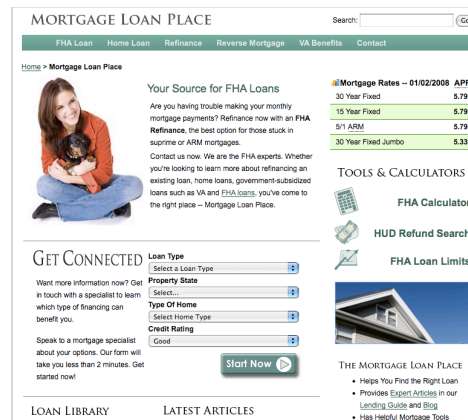 MORTGAGE LOAN PLACE
Search:
Go
FHA Loan Home Loan Refinance Reverse Mortgage VA Benefits Contact
Home > Mortgage Loan Place
Your Source for FHA Loans
Are you having trouble making your monthly
mortgage payments? Refinance now with an FHA
Refinance, the best option for those stuck in
suprime or ARM mortgages.
Contact us now. We are the FHA experts. Whether
you're looking to learn more about refinancing an
existing loan, home loans, government-subsidized
loans such as VA and FHA loans, you've come to
the right place -- Mortgage Loan Place.
Mortgage Rates -- 01/02/2008 APR
30 Year Fixed 5.79
15 Year Fixed 5.79
5/1 ARM 5.79
30 Year Fixed Jumbo 5.33
TOOLS & CALCULATORS
FHA Calculator
HUD Refund Search
FHA Loan Limits
GET CONNECTED
Want more information now? Get
in touch with a specialist to learn
which type of financing can
benefit you.
Speak to a mortgage specialist
about your options. Our form will
take you less than 2 minutes. Get
started now!
Loan Type
Select a Loan Type
Property State
Select...
Type Of Home
Select Home Type
Credit Rating
Good
Start Now
THE MORTGAGE LOAN PLACE
• Helps You Find the Right Loan
• Provides Expert Articles in our
Lending Guide and Blog
• Has Helpful Mortgage Tools
LOAN LIBRARY
LATEST ARTICLES